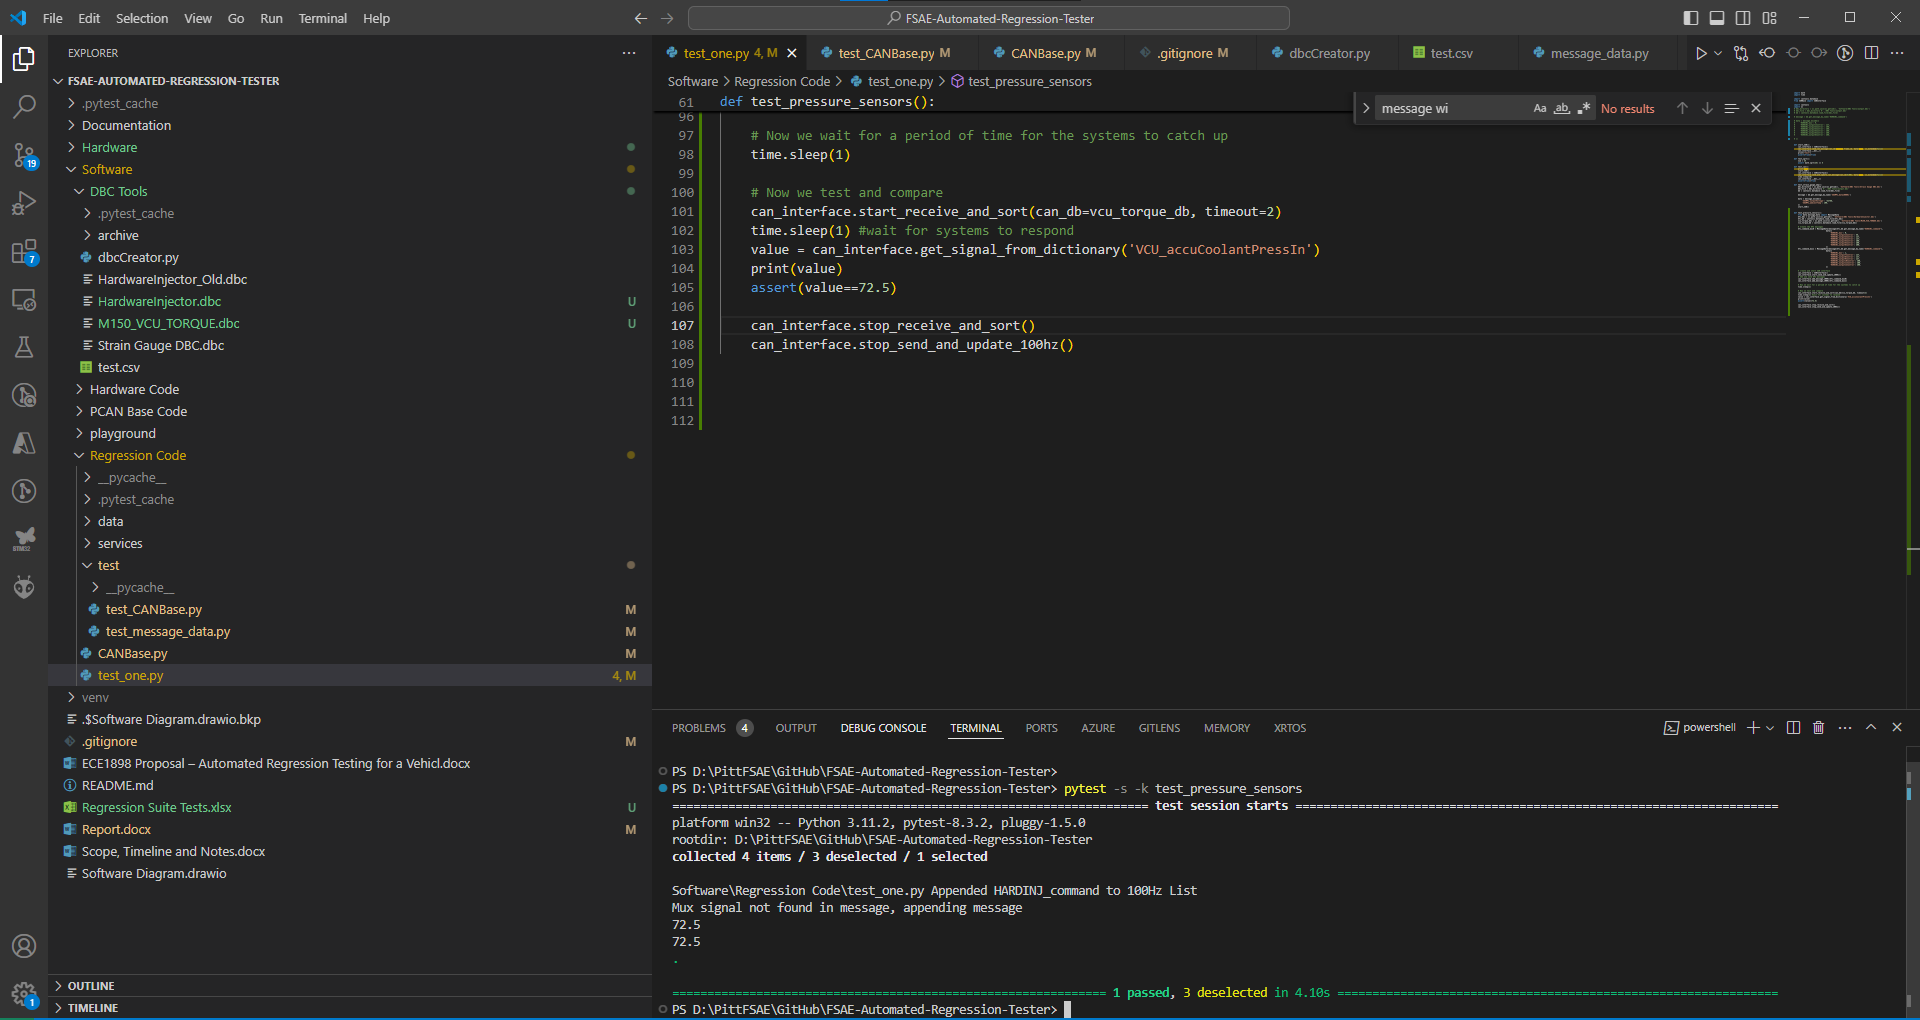 File Edit Selection View Go Run Terminal Help
FSAE-Automated-Regression-Tester
EXPLORER
FSAE-AUTOMATED-REGRESSION-TESTER
.pytest_cache
Documentation
Hardware
Software
DBC Tools
.pytest_cache
archive
dbcCreator.py
HardwareInjector_Old.dbc
HardwareInjector.dbc U
M150_VCU_TORQUE.dbc U
Strain Gauge DBC.dbc
test.csv
Hardware Code
PCAN Base Code
playground
Regression Code
__pycache__
.pytest_cache
data
services
test
__pycache__
test_CANBase.py M
test_message_data.py M
CANBase.py M
test_one.py 4, M
venv
.$Software Diagram.drawio.bkp
.gitignore M
ECE1898 Proposal – Automated Regression Testing for a Vehicl.docx
README.md
Regression Suite Tests.xlsx U
Report.docx M
Scope, Timeline and Notes.docx
Software Diagram.drawio
OUTLINE
TIMELINE
19
7
BTM32
1
test_one.py 4, M
test_CANBase.py M
CANBase.py M
.gitignore M
dbcCreator.py
test.csv
message_data.py
Software > Regression Code > test_one.py > test_pressure_sensors
message wi
Aa ab
No results
61 def test_pressure_sensors():
96
97 # Now we wait for a period of time for the systems to catch up
98 time.sleep(1)
99
100 # Now we test and compare
101 can_interface.start_receive_and_sort(can_db=vcu_torque_db, timeout=2)
102 time.sleep(1) #wait for systems to respond
103 value = can_interface.get_signal_from_dictionary('VCU_accuCoolantPressIn')
104 print(value)
105 assert(value==72.5)
106
107 can_interface.stop_receive_and_sort()
108 can_interface.stop_send_and_update_100hz()
109
110
111
112
PROBLEMS 4 OUTPUT DEBUG CONSOLE TERMINAL PORTS AZURE GITLENS MEMORY XRTOS
powershell
PS D:\PittFSAE\GitHub\FSAE-Automated-Regression-Tester>
PS D:\PittFSAE\GitHub\FSAE-Automated-Regression-Tester> pytest -s -k test_pressure_sensors
test session starts
platform win32 -- Python 3.11.2, pytest-8.3.2, pluggy-1.5.0
rootdir: D:\PittFSAE\GitHub\FSAE-Automated-Regression-Tester
collected 4 items / 3 deselected / 1 selected
Software\Regression Code\test_one.py Appended HARDINJ_command to 100Hz List
Mux signal not found in message, appending message
72.5
72.5
.
1 passed, 3 deselected in 4.10s
PS D:\PittFSAE\GitHub\FSAE-Automated-Regression-Tester>